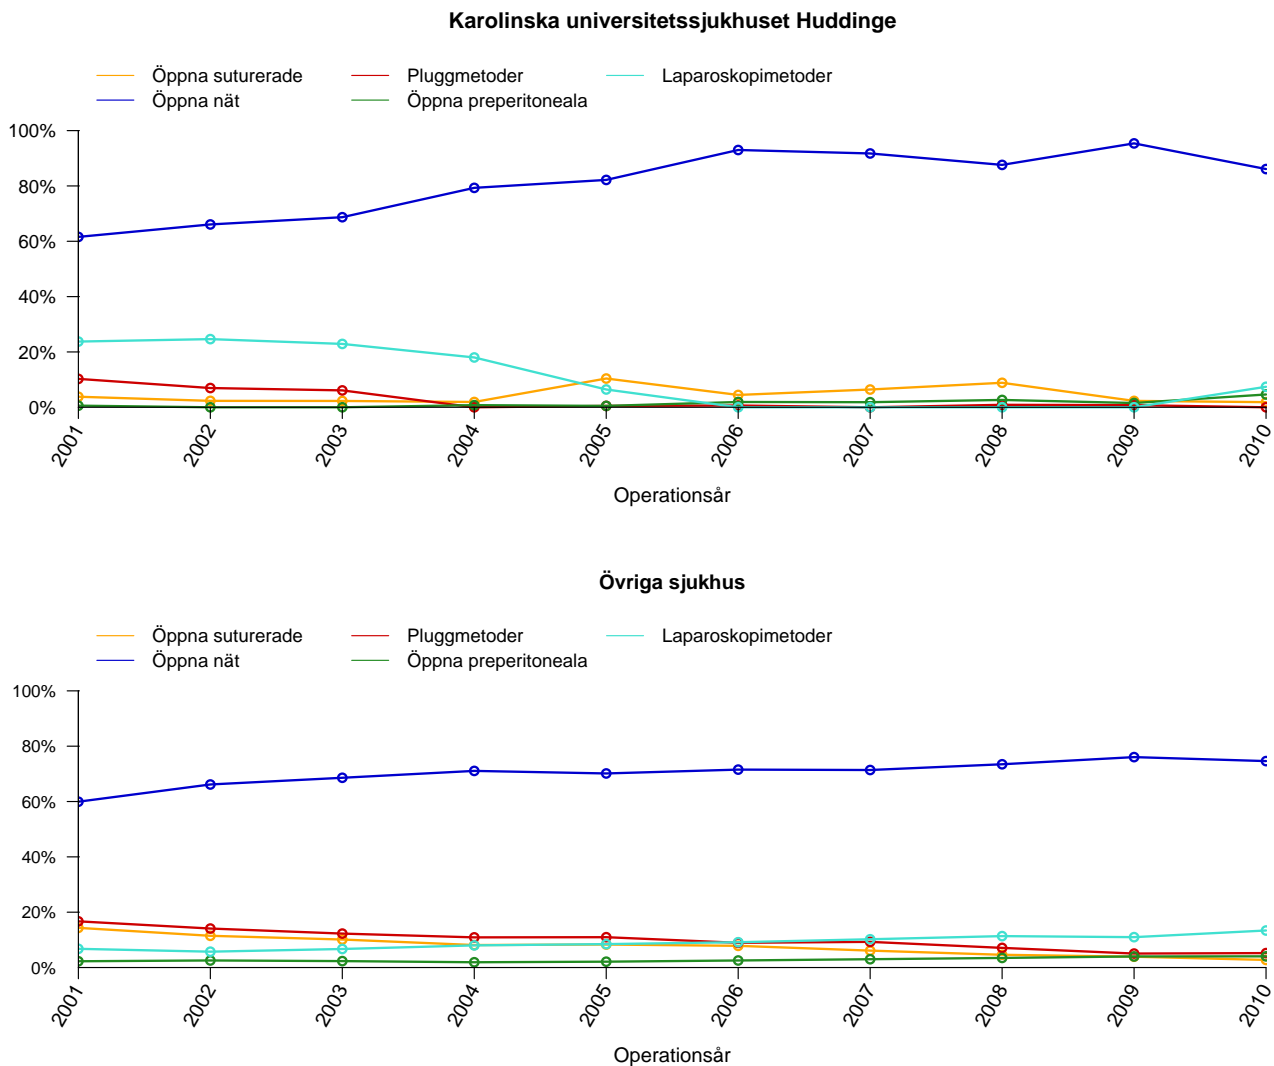 Karolinska universitetssjukhuset Huddinge
Öppna suturerade Pluggmetoder Laparoskopimetoder
Öppna nät Öppna preperitoneala
100%
80%
60%
40%
20%
0%
2001 2002 2003 2004 2005 2006 2007 2008 2009 2010
Operationsår
Övriga sjukhus
Öppna suturerade Pluggmetoder Laparoskopimetoder
Öppna nät Öppna preperitoneala
100%
80%
60%
40%
20%
0%
2001 2002 2003 2004 2005 2006 2007 2008 2009 2010
Operationsår